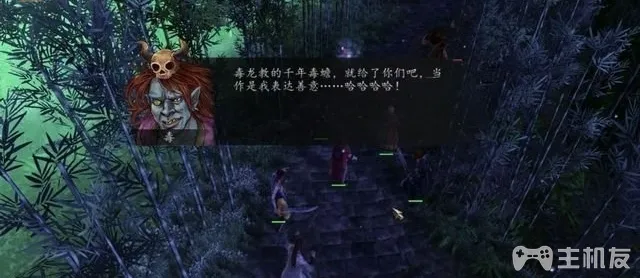 毒龙教的千年毒蟾，就给了你们吧，当
作是我表达善意……哈哈哈哈！
毒
主机友